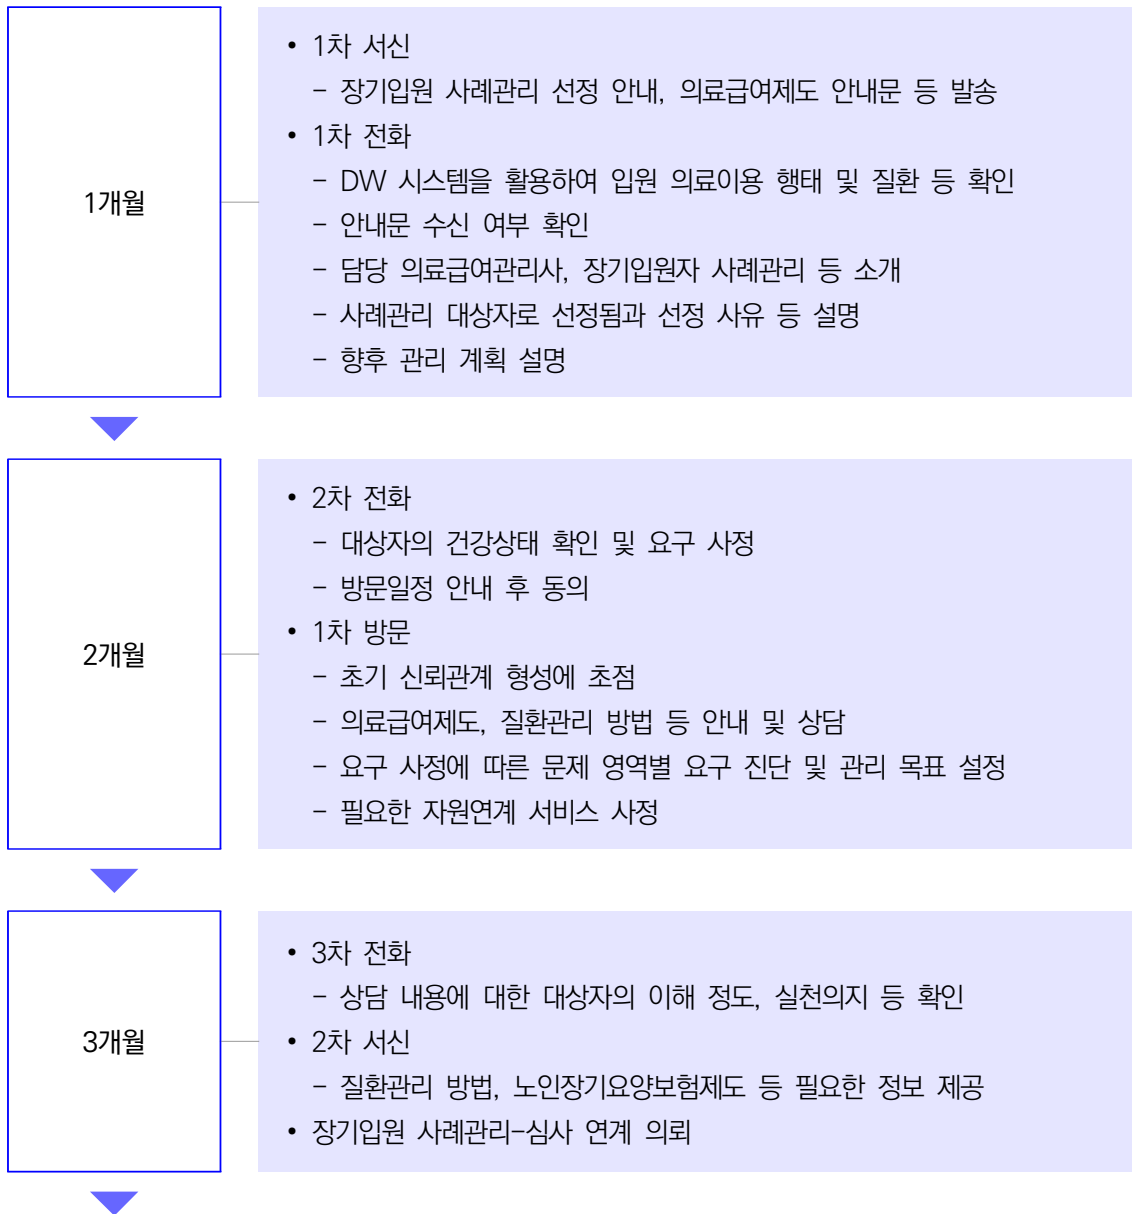 1개월
• 1차 서신
- 장기입원 사례관리 선정 안내, 의료급여제도 안내문 등 발송
• 1차 전화
- DW 시스템을 활용하여 입원 의료이용 행태 및 질환 등 확인
- 안내문 수신 여부 확인
- 담당 의료급여관리사, 장기입원자 사례관리 등 소개
- 사례관리 대상자로 선정됨과 선정 사유 등 설명
- 향후 관리 계획 설명
2개월
• 2차 전화
- 대상자의 건강상태 확인 및 요구 사정
- 방문일정 안내 후 동의
• 1차 방문
- 초기 신뢰관계 형성에 초점
- 의료급여제도, 질환관리 방법 등 안내 및 상담
- 요구 사정에 따른 문제 영역별 요구 진단 및 관리 목표 설정
- 필요한 자원연계 서비스 사정
3개월
• 3차 전화
- 상담 내용에 대한 대상자의 이해 정도, 실천의지 등 확인
• 2차 서신
- 질환관리 방법, 노인장기요양보험제도 등 필요한 정보 제공
• 장기입원 사례관리-심사 연계 의뢰